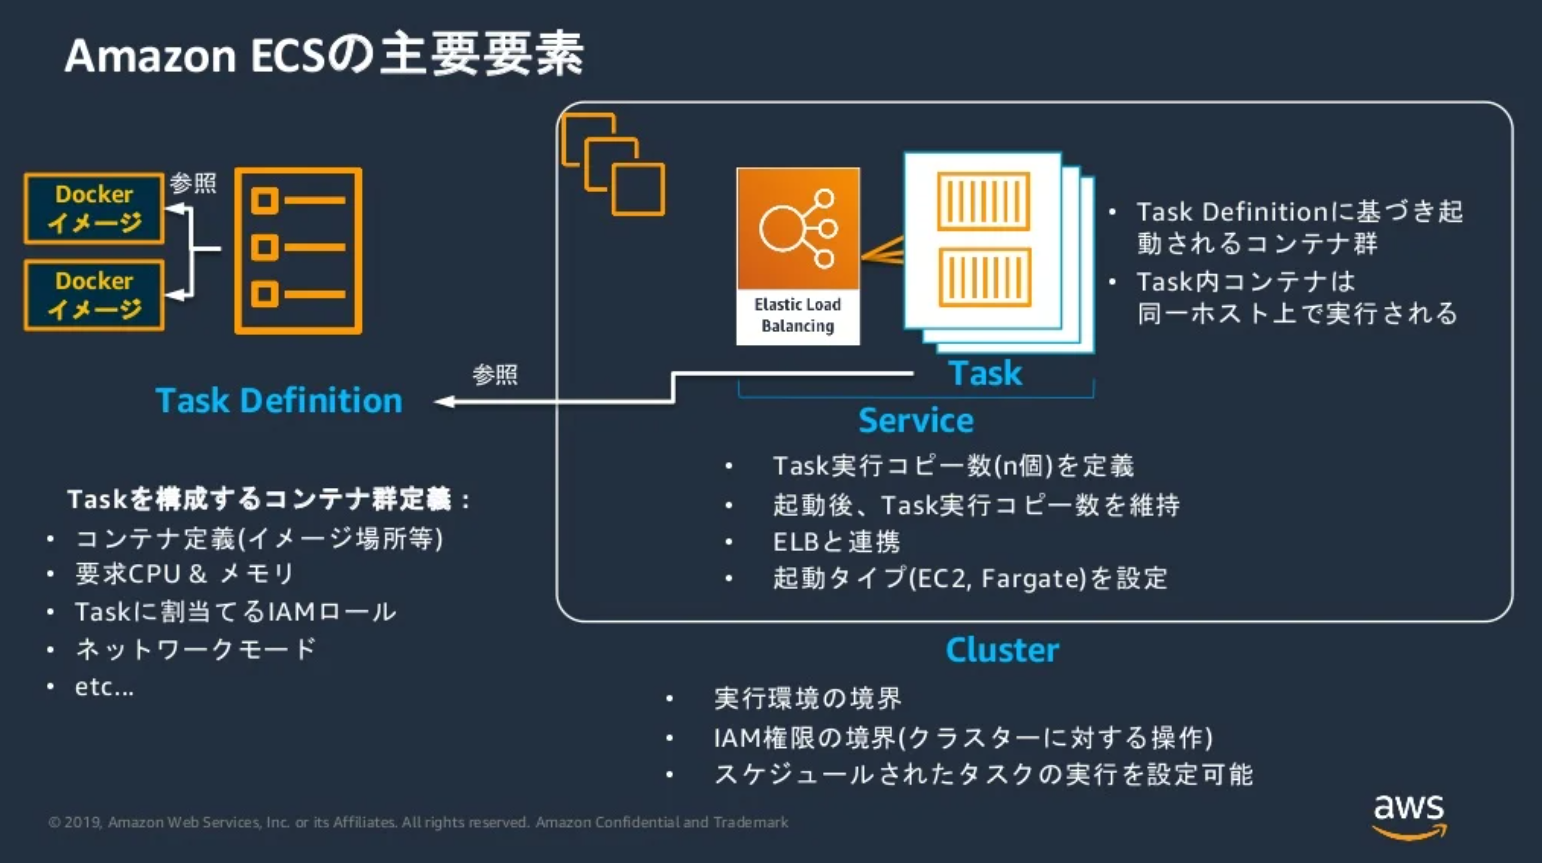 Amazon ECSの主要要素
Docker
イメージ
参照
Docker
イメージ
Task Definition
参照
Taskを構成するコンテナ群定義：
• コンテナ定義(イメージ場所等)
• 要求CPU & メモリ
• Taskに割当てるIAMロール
• ネットワークモード
• etc...
Elastic Load
Balancing
• Task Definitionに基づき起
動されるコンテナ群
• Task内コンテナは
同一ホスト上で実行される
Task
Service
• Task実行コピー数(n個)を定義
• 起動後、Task実行コピー数を維持
• ELBと連携
• 起動タイプ(EC2, Fargate)を設定
Cluster
• 実行環境の境界
• IAM権限の境界(クラスターに対する操作)
• スケジュールされたタスクの実行を設定可能
© 2019, Amazon Web Services, Inc. or its Affiliates. All rights reserved. Amazon Confidential and Trademark
aws